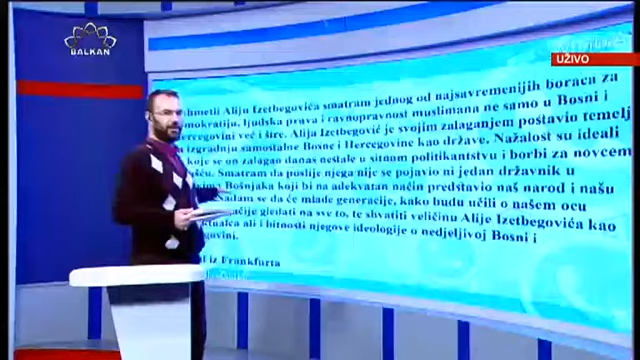 BALKAN
UŽIVO
ahmetli Aliju Izetbegovića smatram jednog od najsavremenijih boraca za
mokratiju, ljudska prava i ravnopravnost muslimana ne samo u Bosni i
ercegovini već i šire. Alija Izetbegović je svojim zalaganjem postavio temelj
izgradnju samostalne Bosne i Hercegovine kao države. Nažalost su ideali
koje se on zalagao danas nestale u sitnom politikantstvu i borbi za novcem
Smatram da poslije njega nije se pojavio ni jedan državnik u
Bošnjaka koji bi na adekvatan način predstavio naš narod i našu
Nadam se da će mlade generacije, kako budu učili o našem ocu
gledati na sve to, te shvatiti veličinu Alije Izetbegovića kao
ali i bitnosti njegove ideologije o nedjeljivoj Bosni i
iz Frankfurta